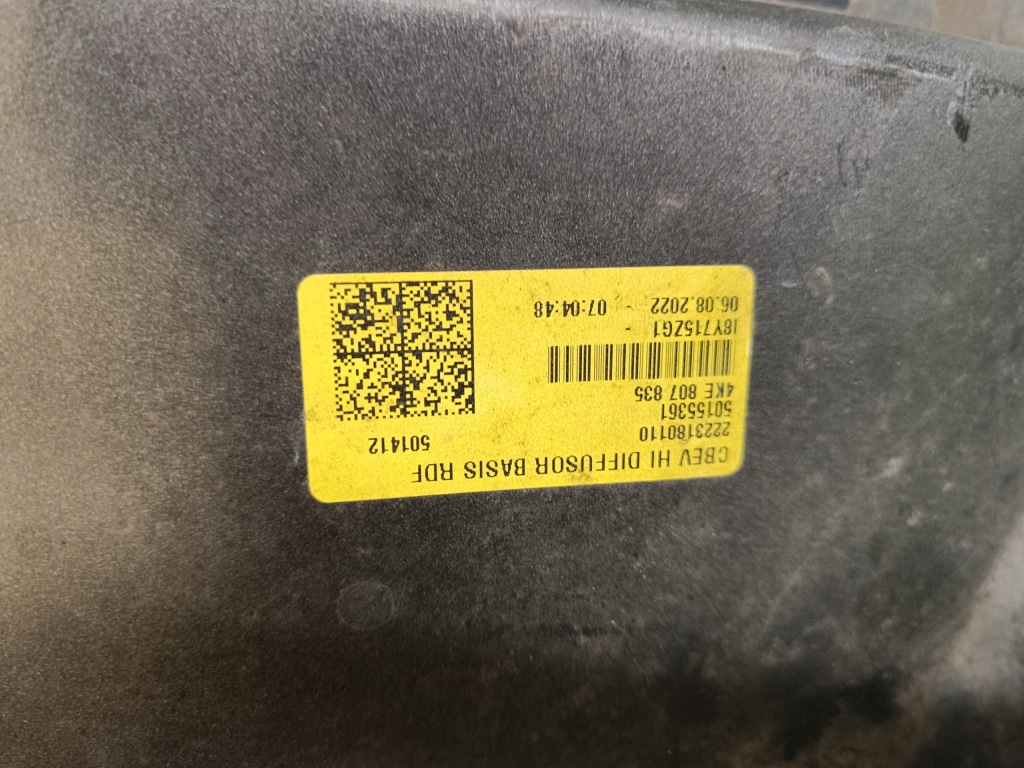 CBEV HI DIFFUSOR BASIS RDF
2223180110 501412
50155361
4KE 807 835
I8Y715ZG1 -
06.08.2022 - 07:04:48